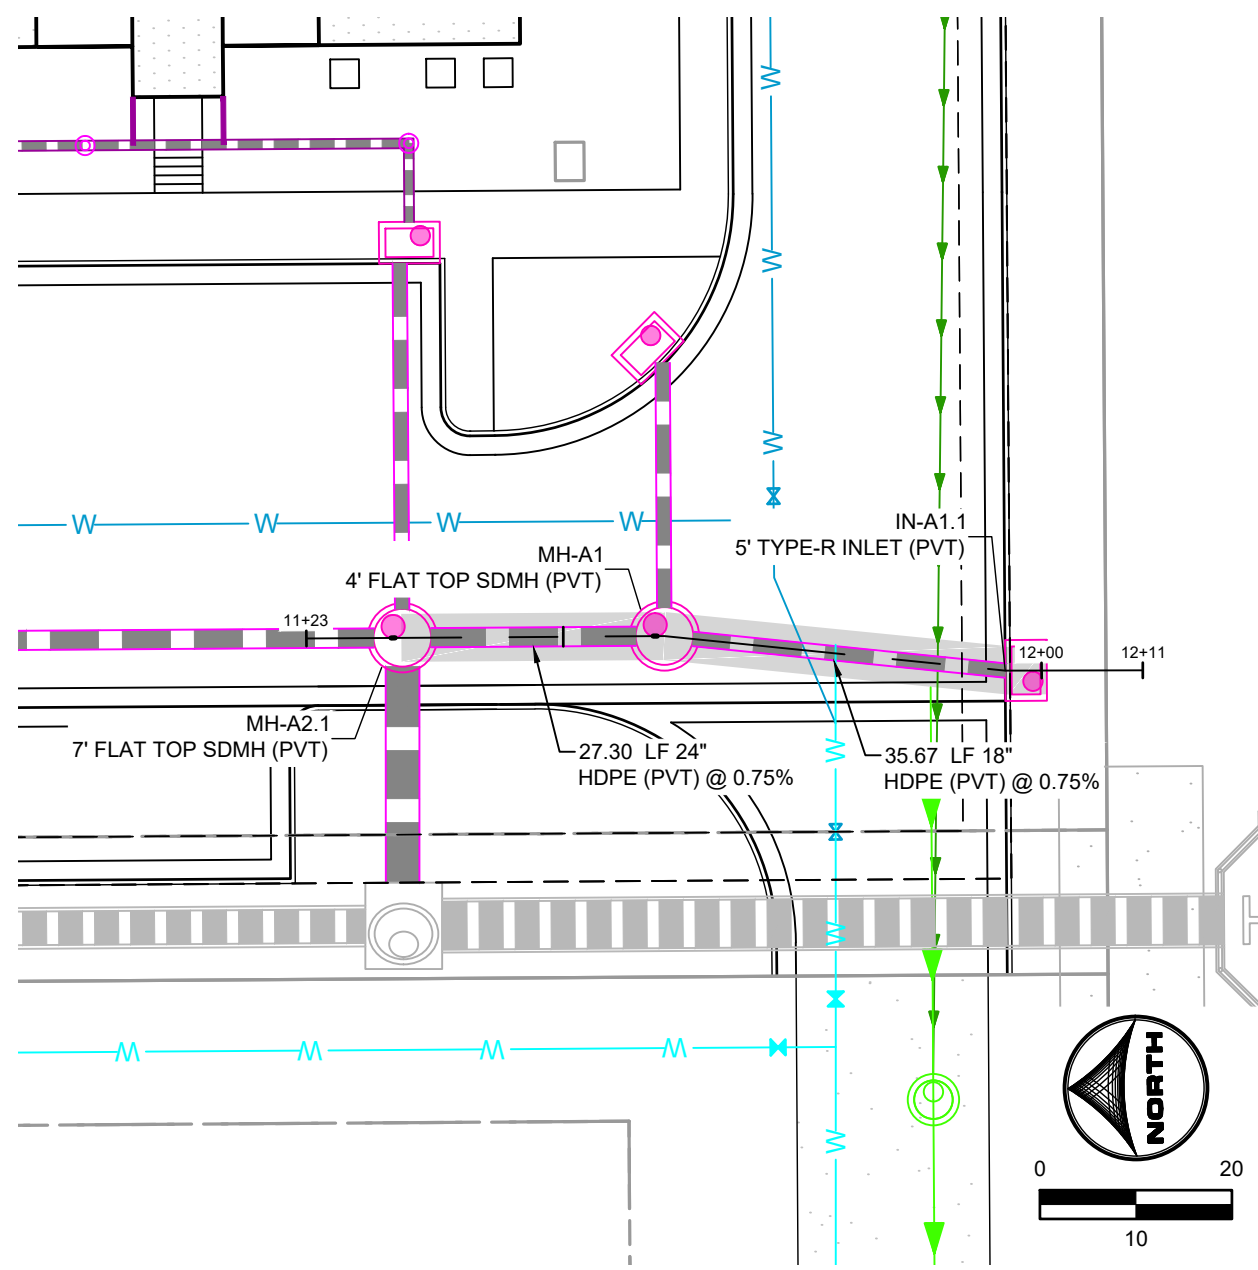 W
W
W
IN-A1.1
5' TYPE-R INLET (PVT)
W
W
W
W
MH-A1
4' FLAT TOP SDMH (PVT)
11+23
12+00
12+11
MH-A2.1
7' FLAT TOP SDMH (PVT)
27.30 LF 24"
HDPE (PVT) @ 0.75%
35.67 LF 18"
HDPE (PVT) @ 0.75%
W
W
W
W
W
W
W
NORTH
0
20
10